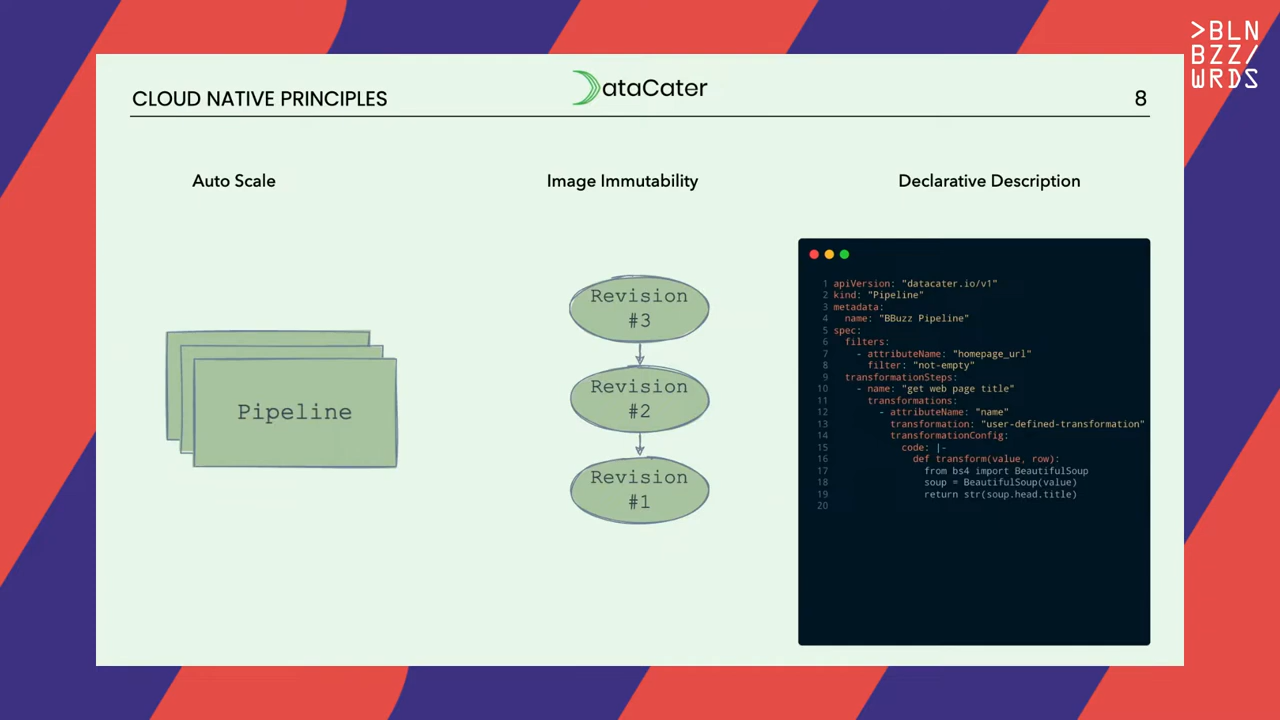 >BLN
BZZ/
WRDS
CLOUD NATIVE PRINCIPLES
DataCater
8
Auto Scale
Image Immutability
Declarative Description
Pipeline
Revision
#3
Revision
#2
Revision
#1
1 apiVersion: "datacater.io/v1"
2 kind: "Pipeline"
3 metadata:
4   name: "BBuzz Pipeline"
5 spec:
6   filters:
7     - attributeName: "homepage_url"
8       filter: "not-empty"
9   transformationSteps:
10     - name: "get web page title"
11       transformations:
12         - attributeName: "name"
13           transformation: "user-defined-transformation"
14           transformationConfig:
15             code: |-
16               def transform(value, row):
17                 from bs4 import BeautifulSoup
18                 soup = BeautifulSoup(value)
19                 return str(soup.head.title)
20